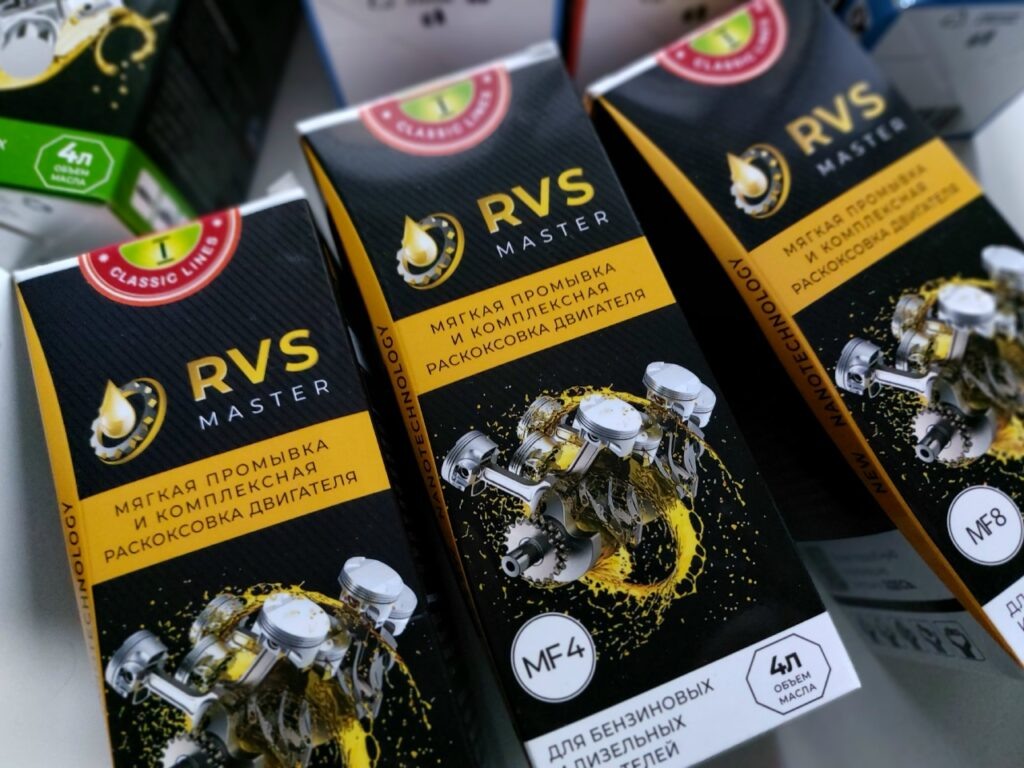 4Л
ОБЪЕМ
МАСЛА
I
★ CLASSIC LINES ★
RVS
MASTER
МЯГКАЯ ПРОМЫВКА
И КОМПЛЕКСНАЯ
РАСКОКСОВКА ДВИГАТЕЛЯ
I
CLASSIC LINES
RVS
MASTER
МЯГКАЯ ПРОМЫВКА
И КОМПЛЕКСНАЯ
РАСКОКСОВКА ДВИГАТЕЛЯ
NANOTECHNOLOGY
MF4
4Л
ОБЪЕМ
МАСЛА
ДЛЯ БЕНЗИНОВЫХ
ДИЗЕЛЬНЫХ
I
CLASSIC LINES
RVS
MASTER
МЯГКАЯ ПРОМЫВКА
И КОМПЛЕКСНАЯ
РАСКОКСОВКА ДВИГАТЕЛЯ
NEW NANOTECHNOLOGY
MF8